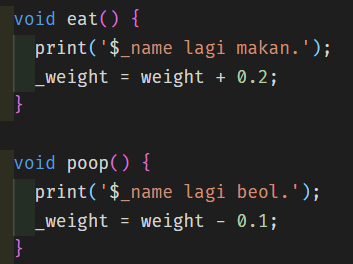 void eat() {
  print('$_name lagi makan.');
  _weight = weight + 0.2;
}

void poop() {
  print('$_name lagi beol.');
  _weight = weight - 0.1;
}